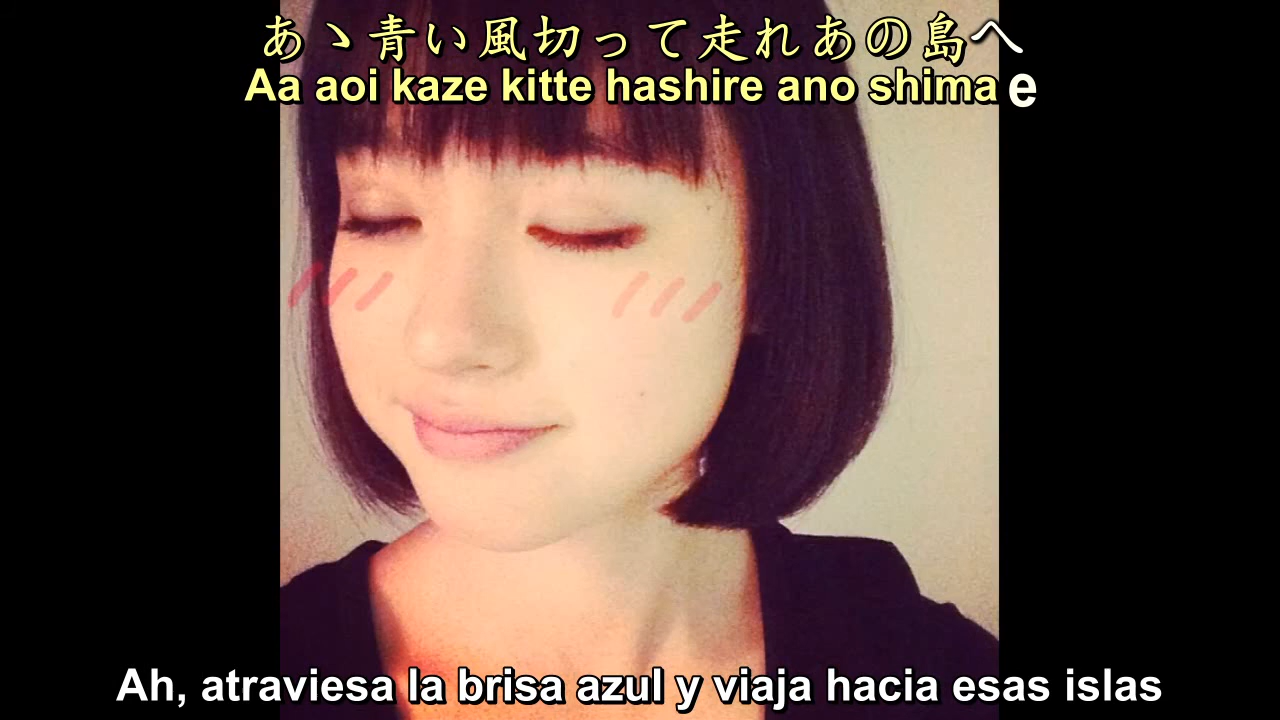 あゝ青い風切って走れあの島へ
Aa aoi kaze kitte hashire ano shima e
Ah, atraviesa la brisa azul y viaja hacia esas islas